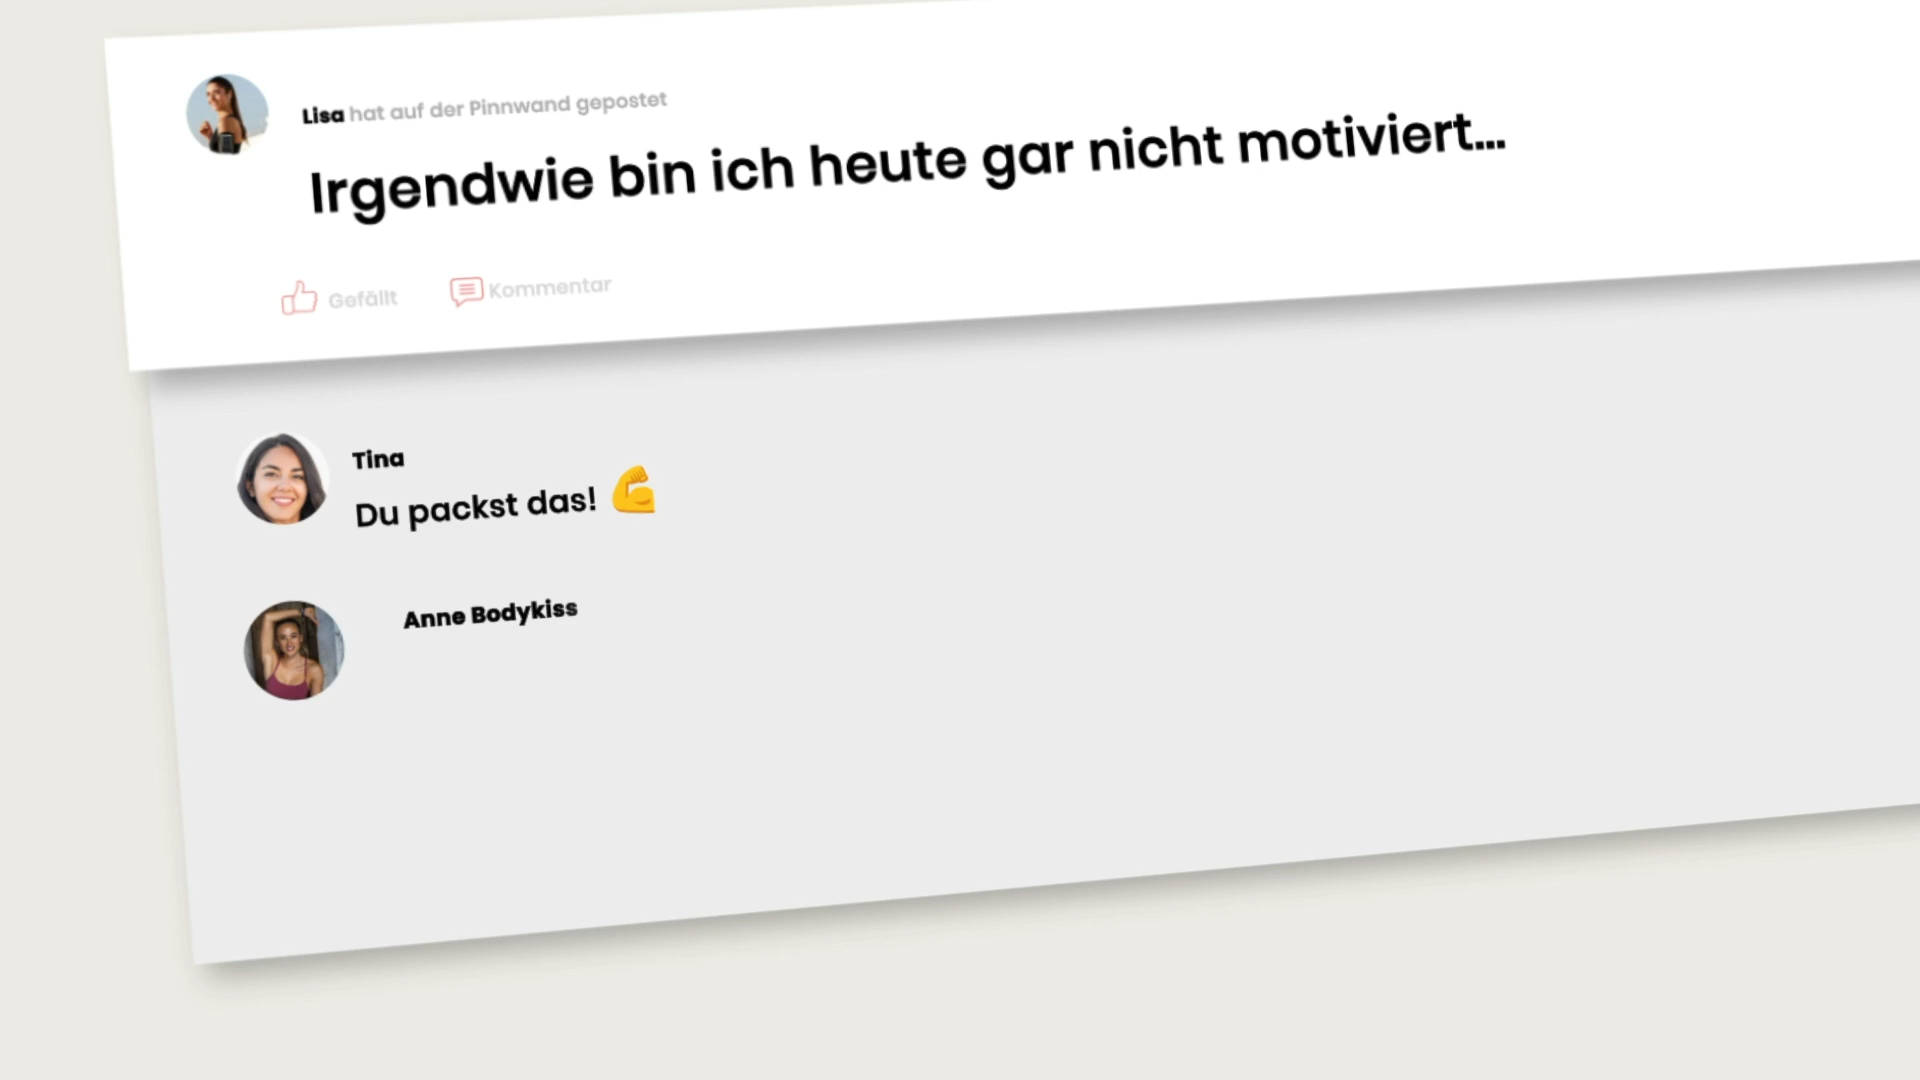 Lisa hat auf der Pinnwand gepostet
Irgendwie bin ich heute gar nicht motiviert...
Gefällt
Kommentar
Tina
Du packst das! 💪
Anne Bodykiss